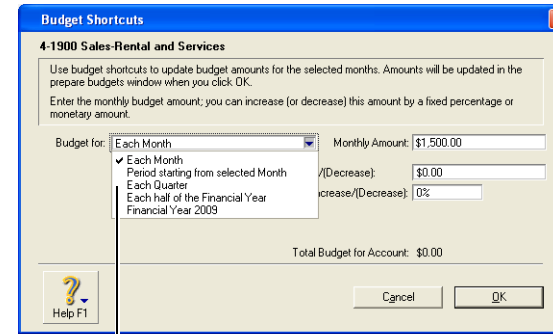 Budget Shortcuts
4-1900 Sales-Rental and Services
Use budget shortcuts to update budget amounts for the selected months. Amounts will be updated in the
prepare budgets window when you click OK.
Enter the monthly budget amount; you can increase (or decrease) this amount by a fixed percentage or
monetary amount.
Budget for: Each Month Monthly Amount: $1,500.00
Each Month
Period starting from selected Month /(Decrease): $0.00
Each Quarter
Each half of the Financial Year crease/(Decrease): 0%
Financial Year 2009
Total Budget for Account: $0.00
Help F1
Cancel OK